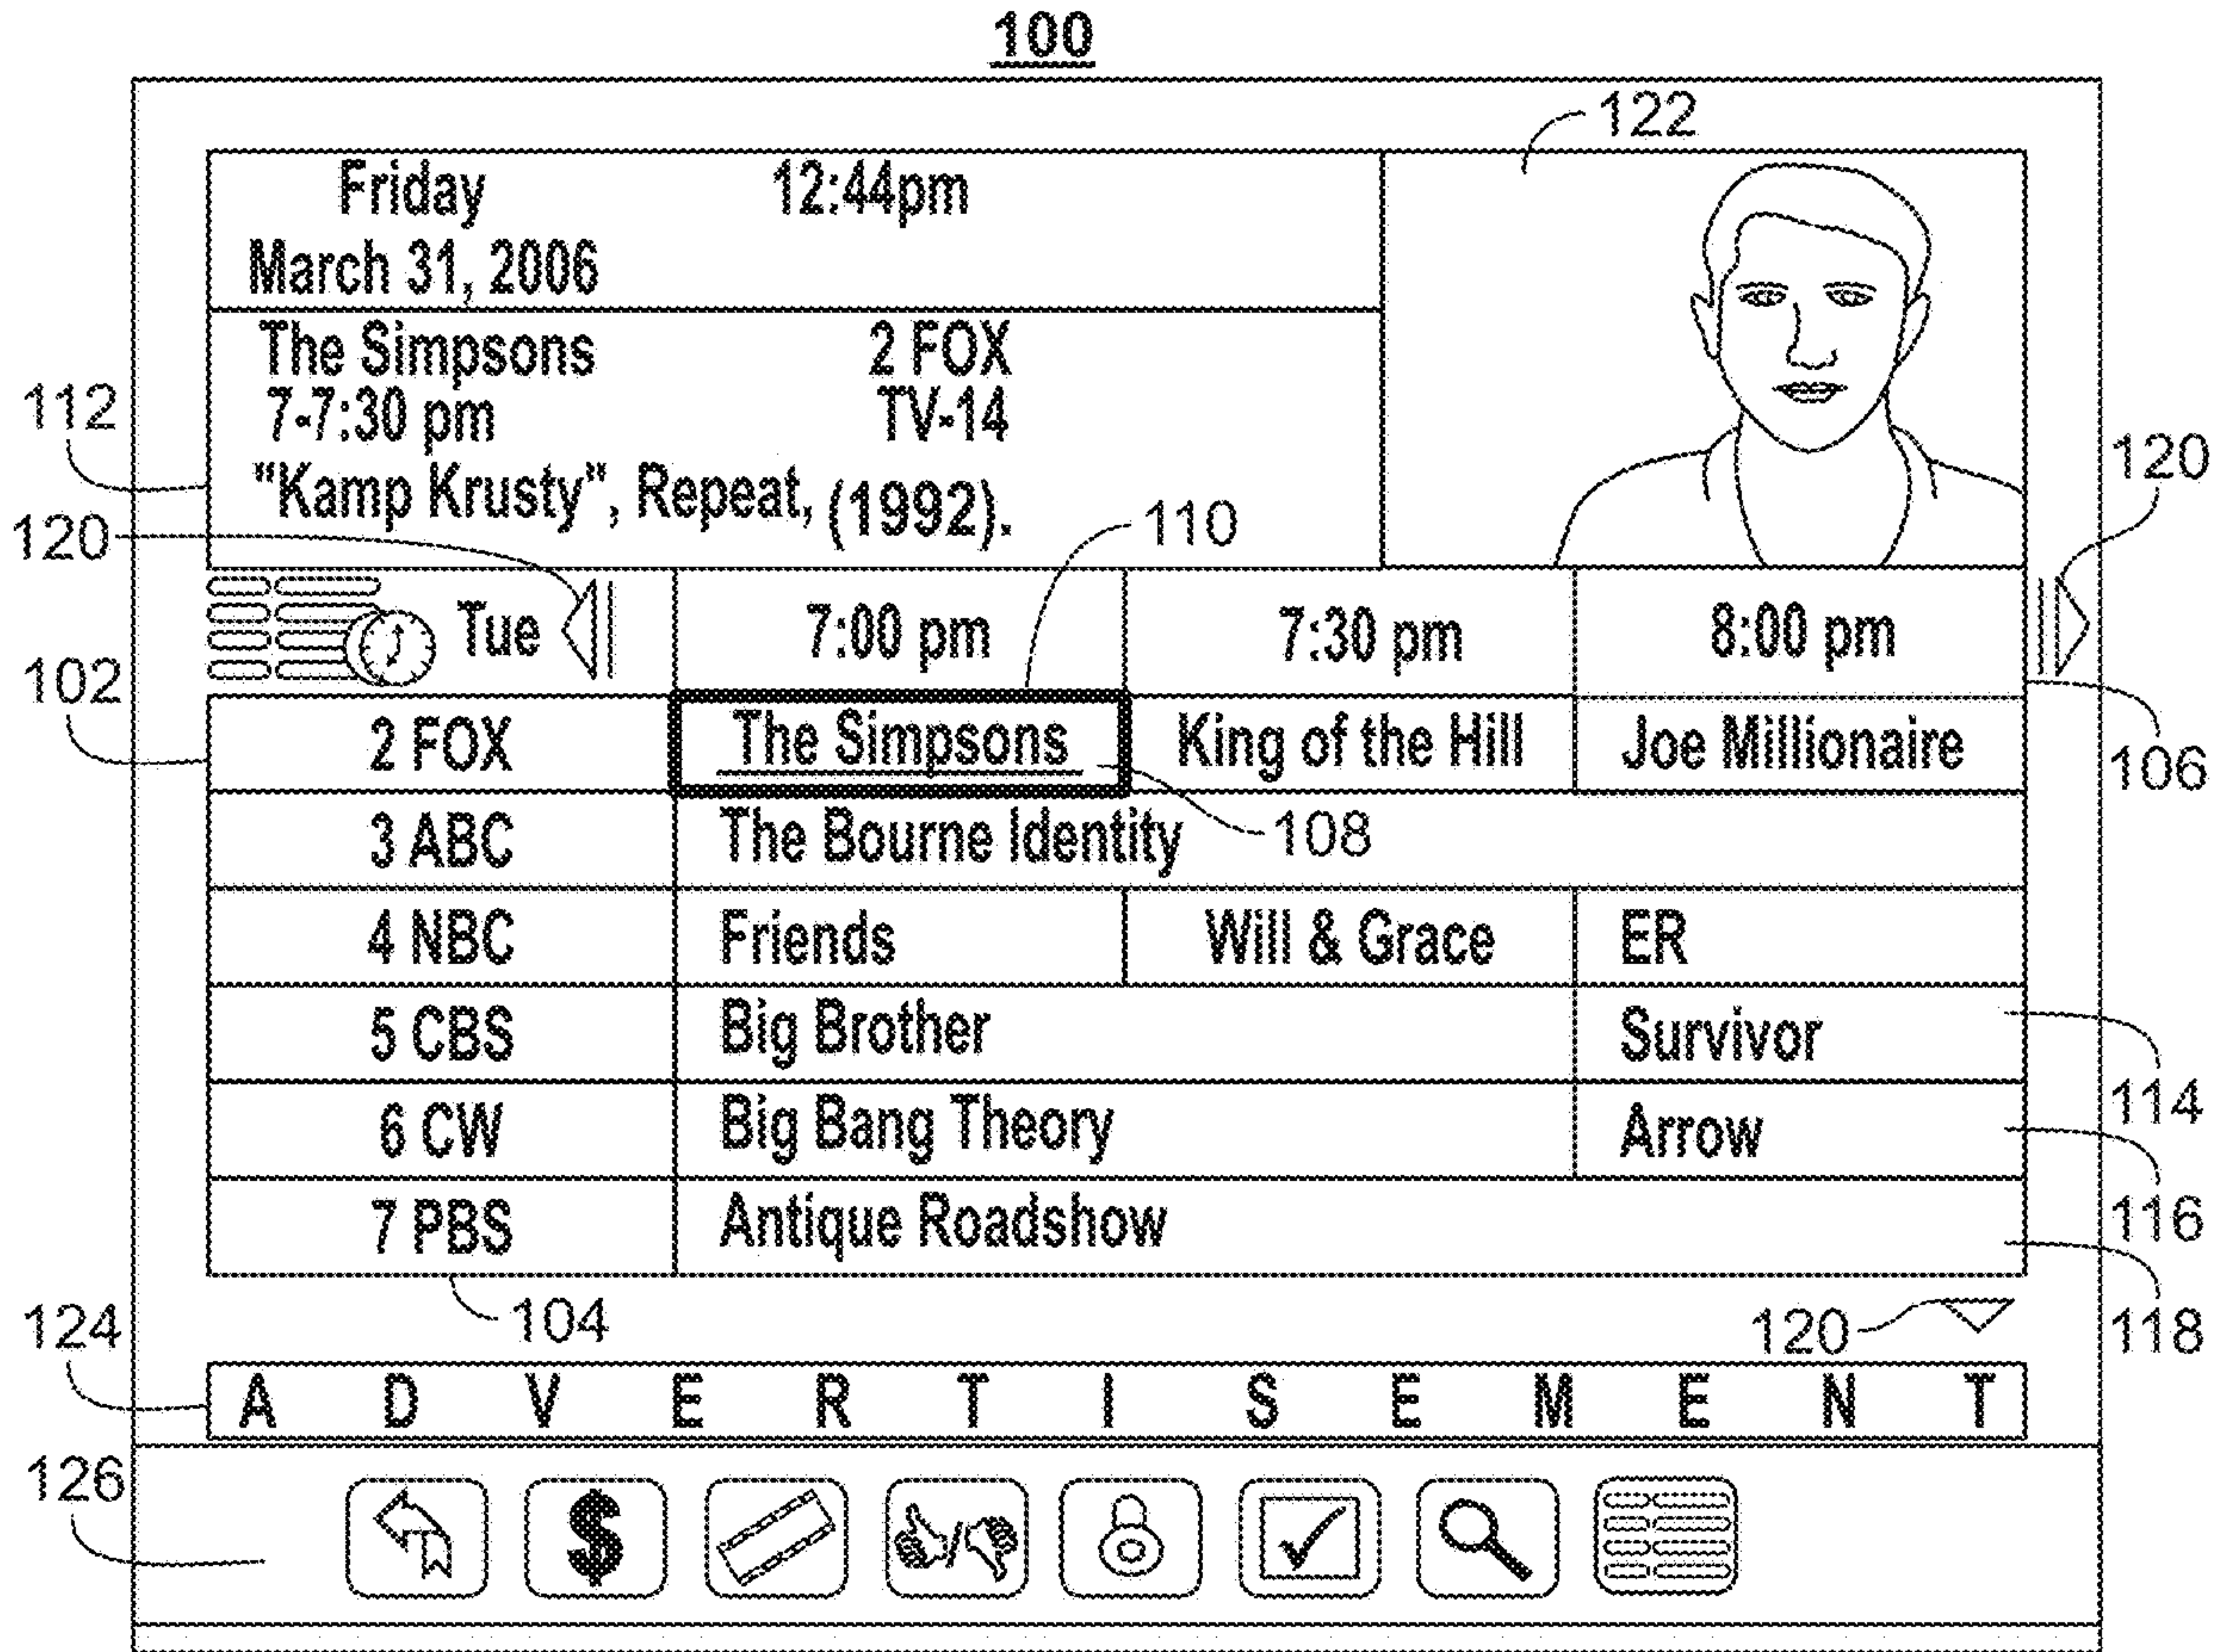 100
122
Friday 12:44pm
March 31, 2006
The Simpsons 2 FOX
7-7:30 pm TV-14
112
"Kamp Krusty", Repeat, (1992).
120
110
120
Tue 7:00 pm 7:30 pm 8:00 pm
102
2 FOX The Simpsons King of the Hill Joe Millionaire
106
3 ABC The Bourne Identity
108
4 NBC Friends Will & Grace ER
5 CBS Big Brother Survivor
114
6 CW Big Bang Theory Arrow
116
7 PBS Antique Roadshow
104
120
118
124
A D V E R T I S E M E N T
126
$
/